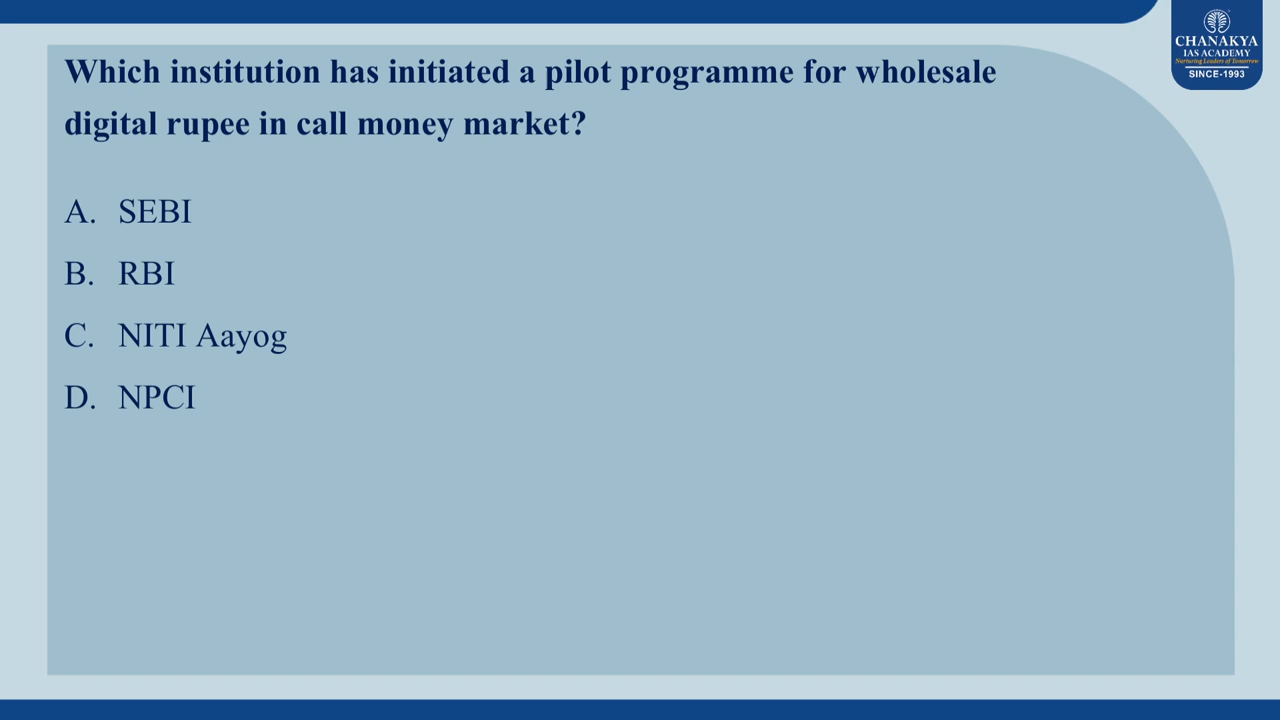 CHANAKYA
IAS ACADEMY
Nurturing Leaders of Tomorrow
SINCE-1993
Which institution has initiated a pilot programme for wholesale
digital rupee in call money market?
A. SEBI
B. RBI
C. NITI Aayog
D. NPCI